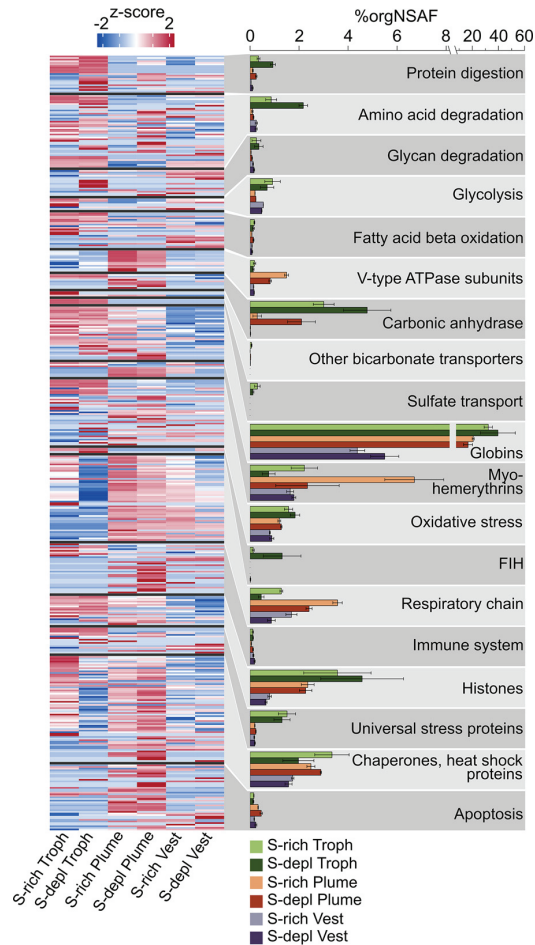 z-score
-2 0 2
%orgNSAF
0 2 4 6 8 20 40 60
Protein digestion
Amino acid degradation
Glycan degradation
Glycolysis
Fatty acid beta oxidation
V-type ATPase subunits
Carbonic anhydrase
Other bicarbonate transporters
Sulfate transport
Globins
Myo-
hemerythrins
Oxidative stress
FIH
Respiratory chain
Immune system
Histones
Universal stress proteins
Chaperones, heat shock
proteins
Apoptosis
S-rich Troph
S-depl Troph
S-rich Plume
S-depl Plume
S-rich Vest
S-depl Vest
S-rich Troph
S-depl Troph
S-rich Plume
S-depl Plume
S-rich Vest
S-depl Vest